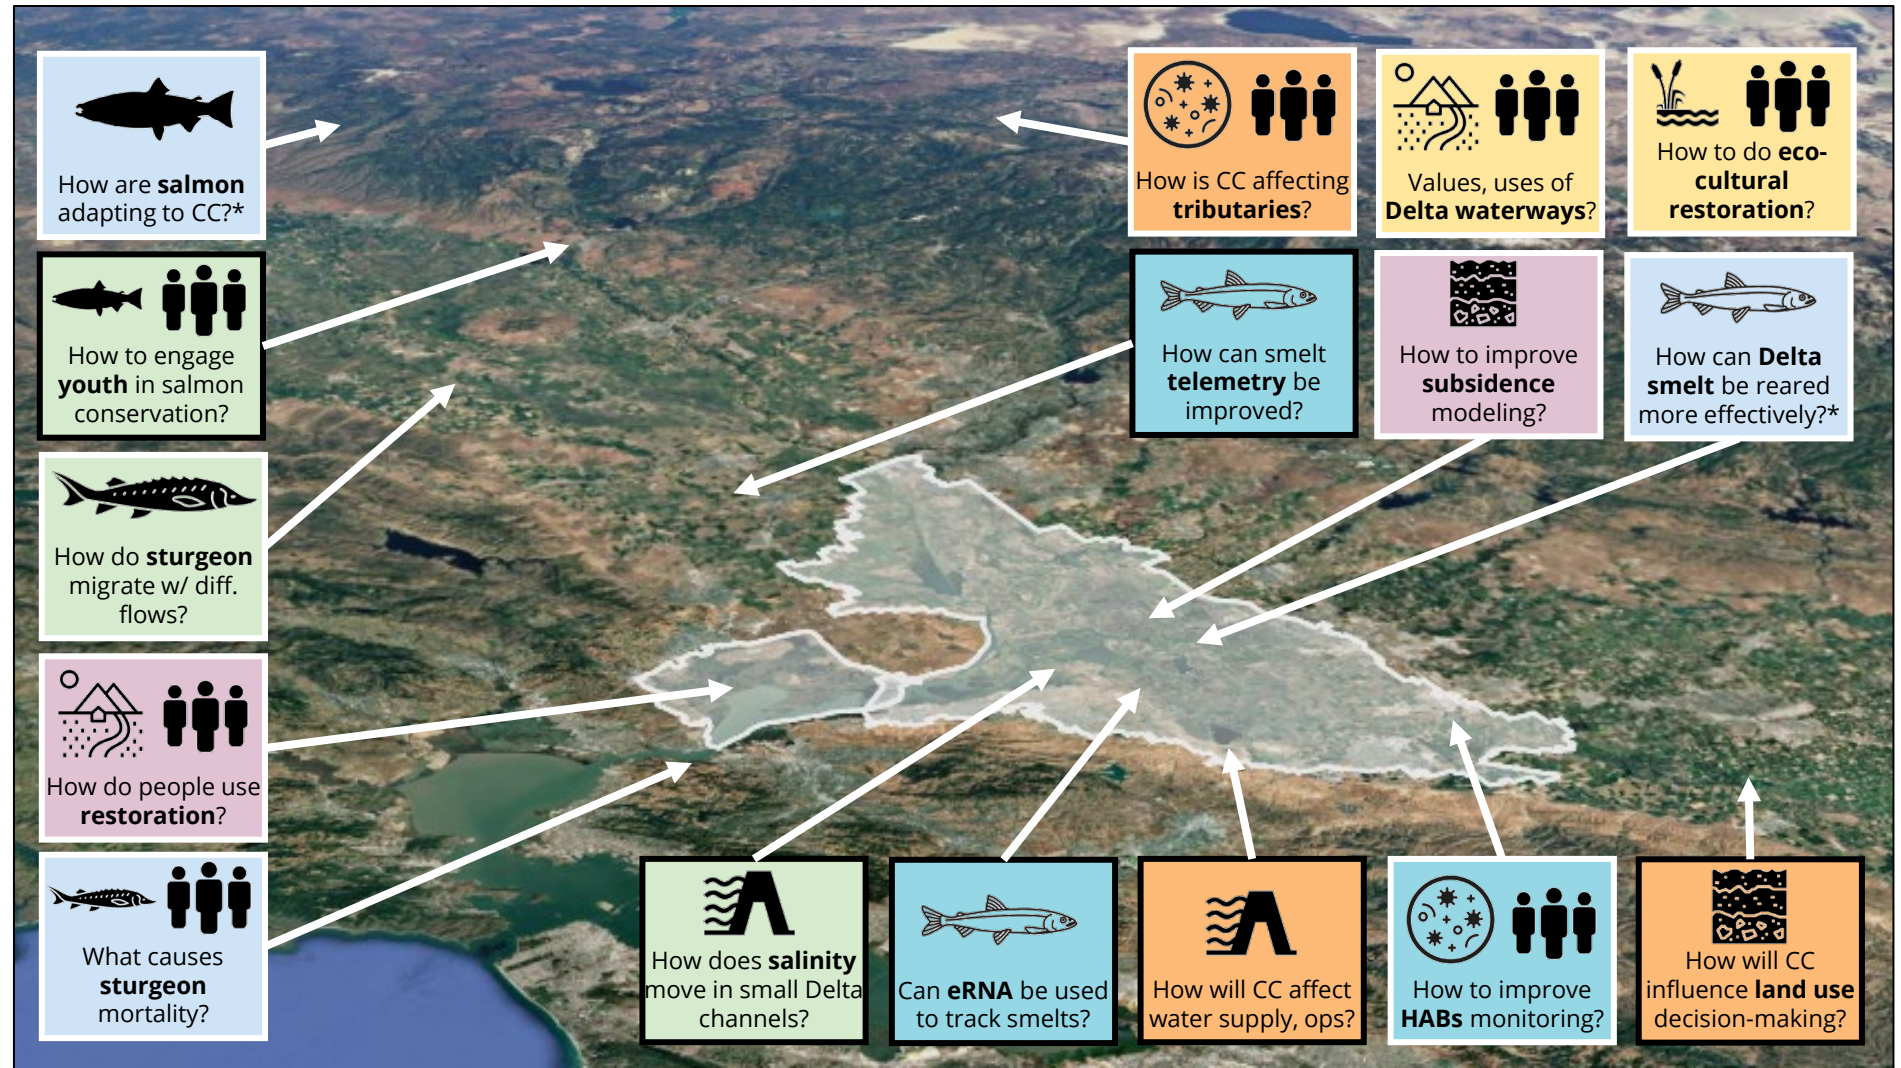 How are salmon
adapting to CC?*
How to engage
youth in salmon
conservation?
How do sturgeon
migrate w/ diff.
flows?
How do people use
restoration?
What causes
sturgeon
mortality?
How is CC affecting
tributaries?
Values, uses of
Delta waterways?
How to do eco-
cultural
restoration?
How can smelt
telemetry be
improved?
How to improve
subsidence
modeling?
How can Delta
smelt be reared
more effectively?*
How does salinity
move in small Delta
channels?
Can eRNA be used
to track smelts?
How will CC affect
water supply, ops?
How to improve
HABs monitoring?
How will CC
influence land use
decision-making?